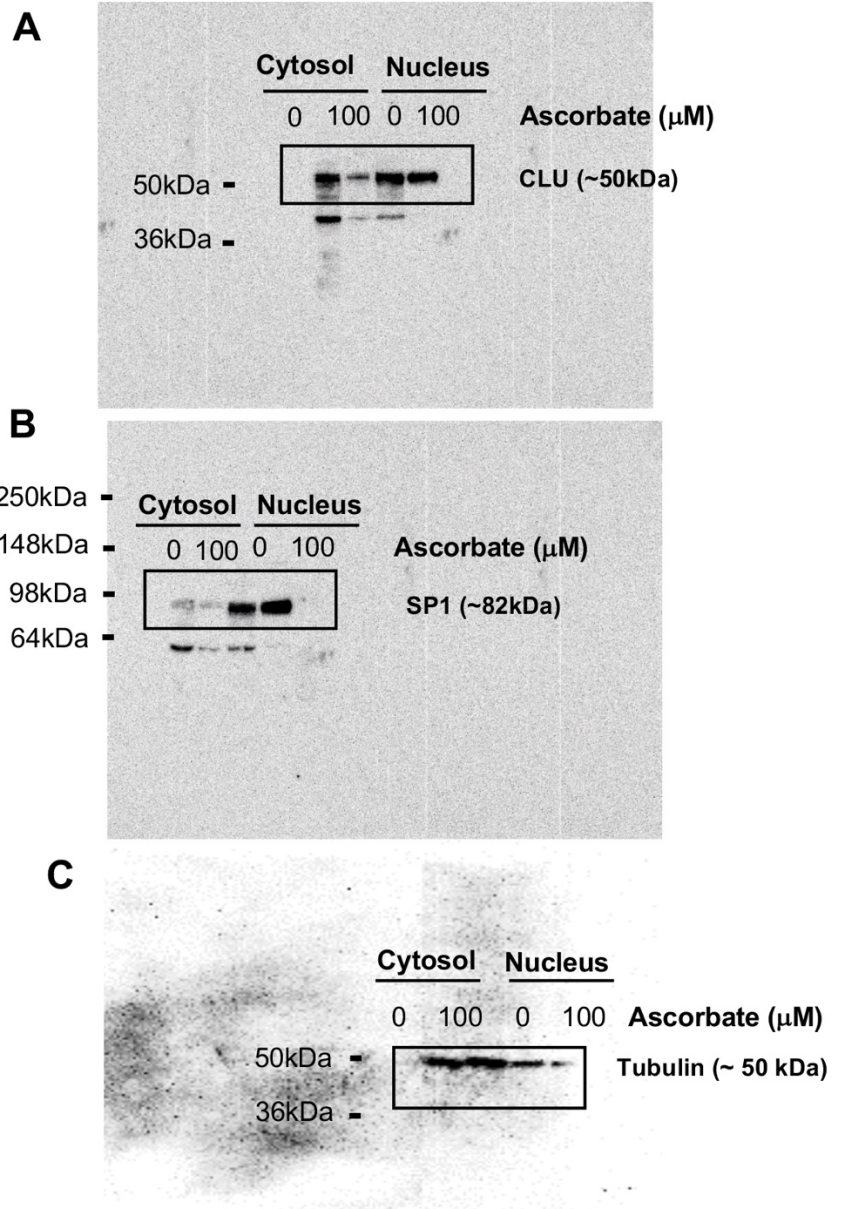 A
Cytosol Nucleus
0 100 0 100 Ascorbate (μM)
50kDa CLU (~50kDa)
36kDa
B
250kDa
Cytosol Nucleus
148kDa 0 100 0 100 Ascorbate (μM)
98kDa SP1 (~82kDa)
64kDa
C
Cytosol Nucleus
0 100 0 100 Ascorbate (μM)
50kDa Tubulin (~ 50 kDa)
36kDa